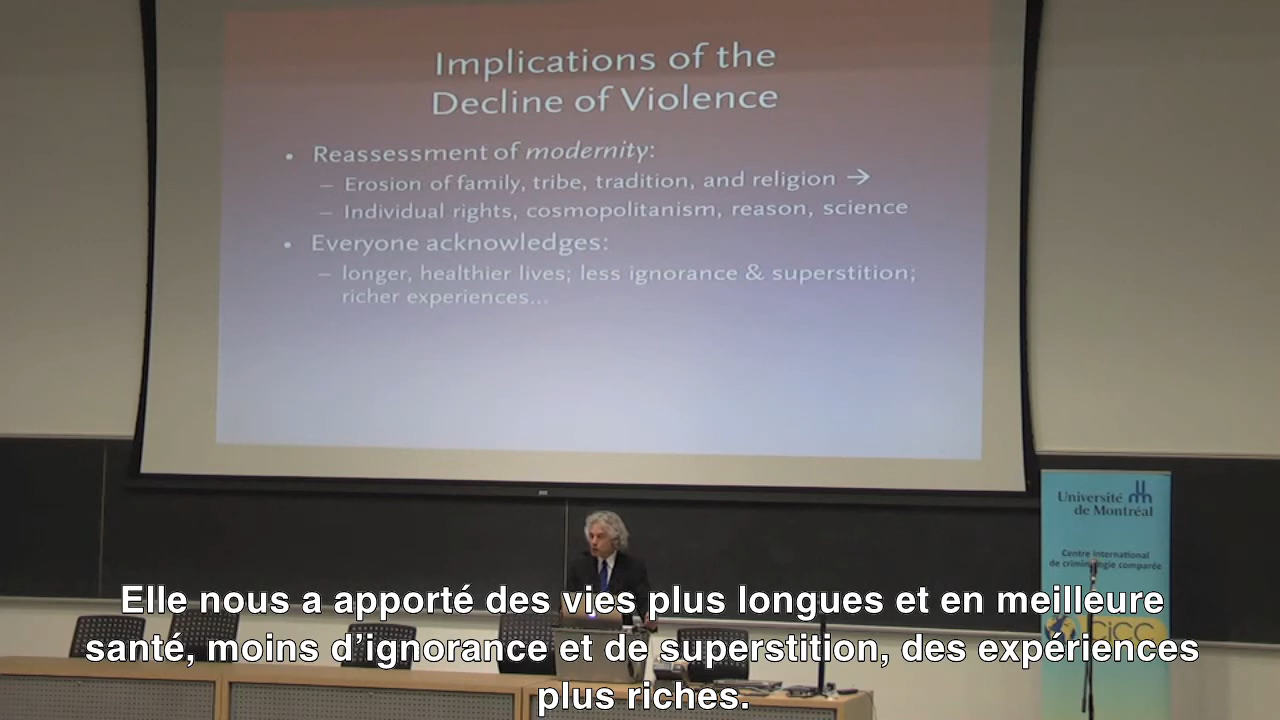 Implications of the
Decline of Violence
• Reassessment of modernity:
– Erosion of family, tribe, tradition, and religion →
– Individual rights, cosmopolitanism, reason, science
• Everyone acknowledges:
– longer, healthier lives; less ignorance & superstition;
richer experiences...
Université
de Montréal
Centre international
de criminologie comparée
cicc
Elle nous a apporté des vies plus longues et en meilleure
santé, moins d’ignorance et de superstition, des expériences
plus riches.